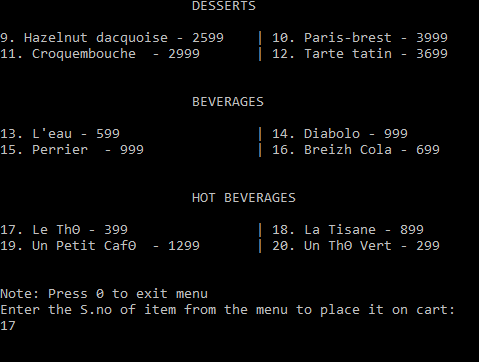 DESSERTS
9. Hazelnut dacquoise - 2599 | 10. Paris-brest - 3999
11. Croquembouche - 2999 | 12. Tarte tatin - 3699
BEVERAGES
13. L'eau - 599 | 14. Diabolo - 999
15. Perrier - 999 | 16. Breizh Cola - 699
HOT BEVERAGES
17. Le ThΘ - 399 | 18. La Tisane - 899
19. Un Petit CafΘ - 1299 | 20. Un ThΘ Vert - 299
Note: Press 0 to exit menu
Enter the S.no of item from the menu to place it on cart:
17